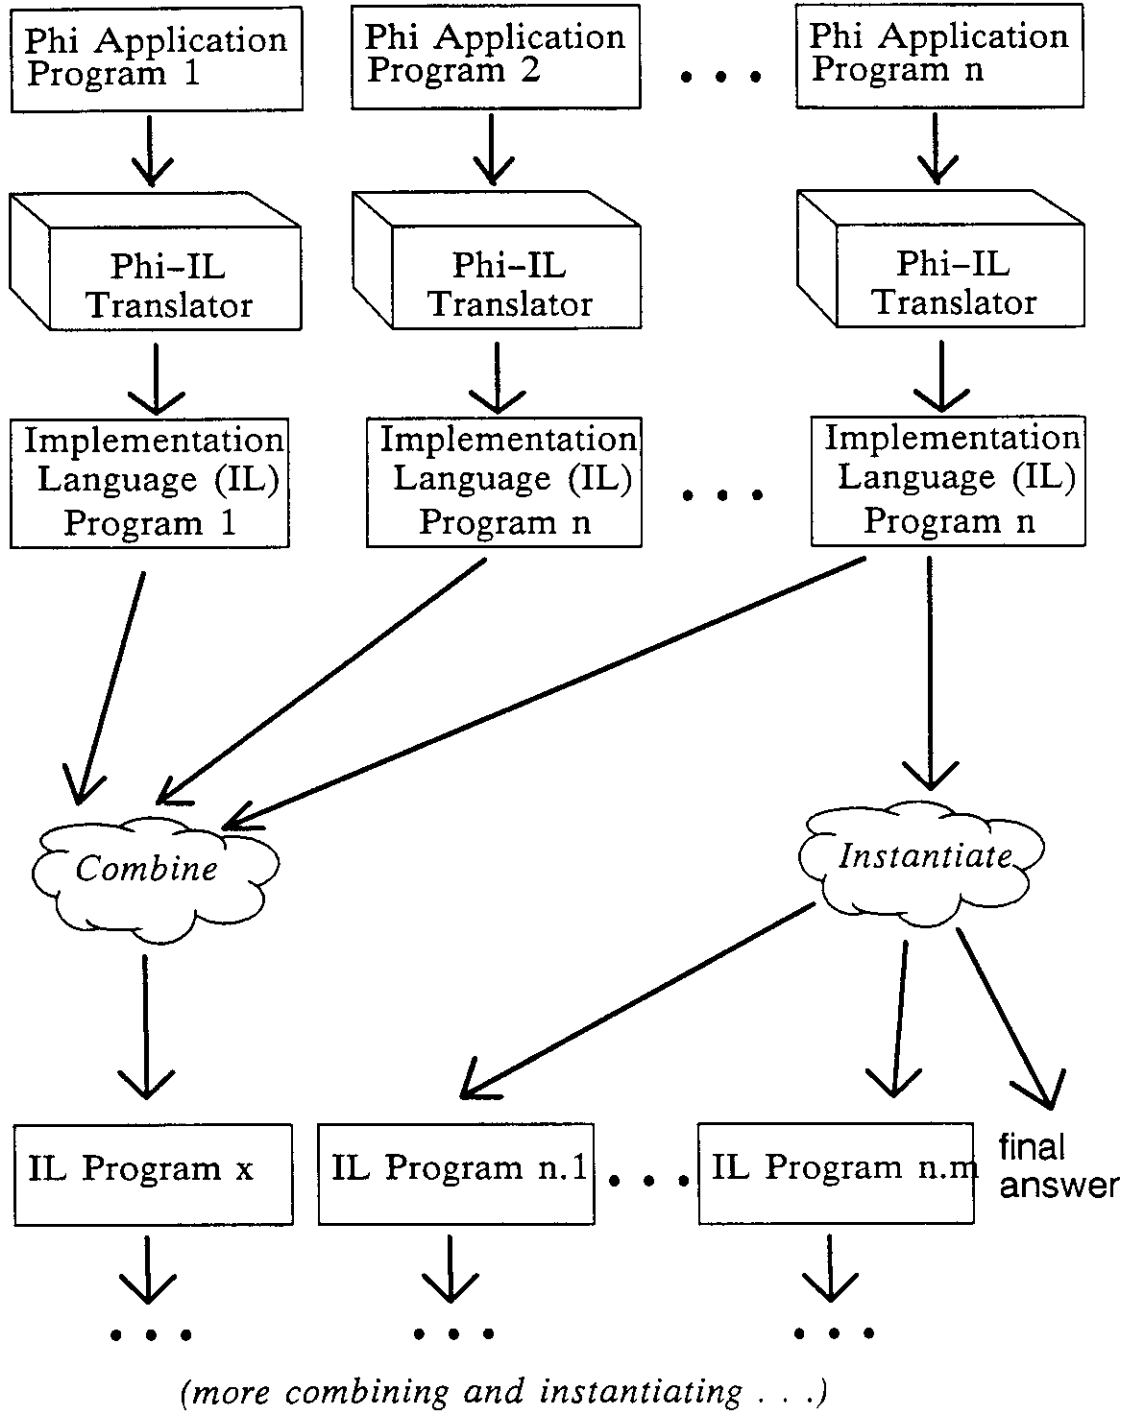 Phi Application
Program 1
Phi Application
Program 2
. . .
Phi Application
Program n
Phi-IL
Translator
Phi-IL
Translator
Phi-IL
Translator
Implementation
Language (IL)
Program 1
Implementation
Language (IL)
Program n
. . .
Implementation
Language (IL)
Program n
Combine
Instantiate
IL Program x
IL Program n.1
. . .
IL Program n.m
final
answer
. . .
. . .
. . .
(more combining and instantiating . . .)